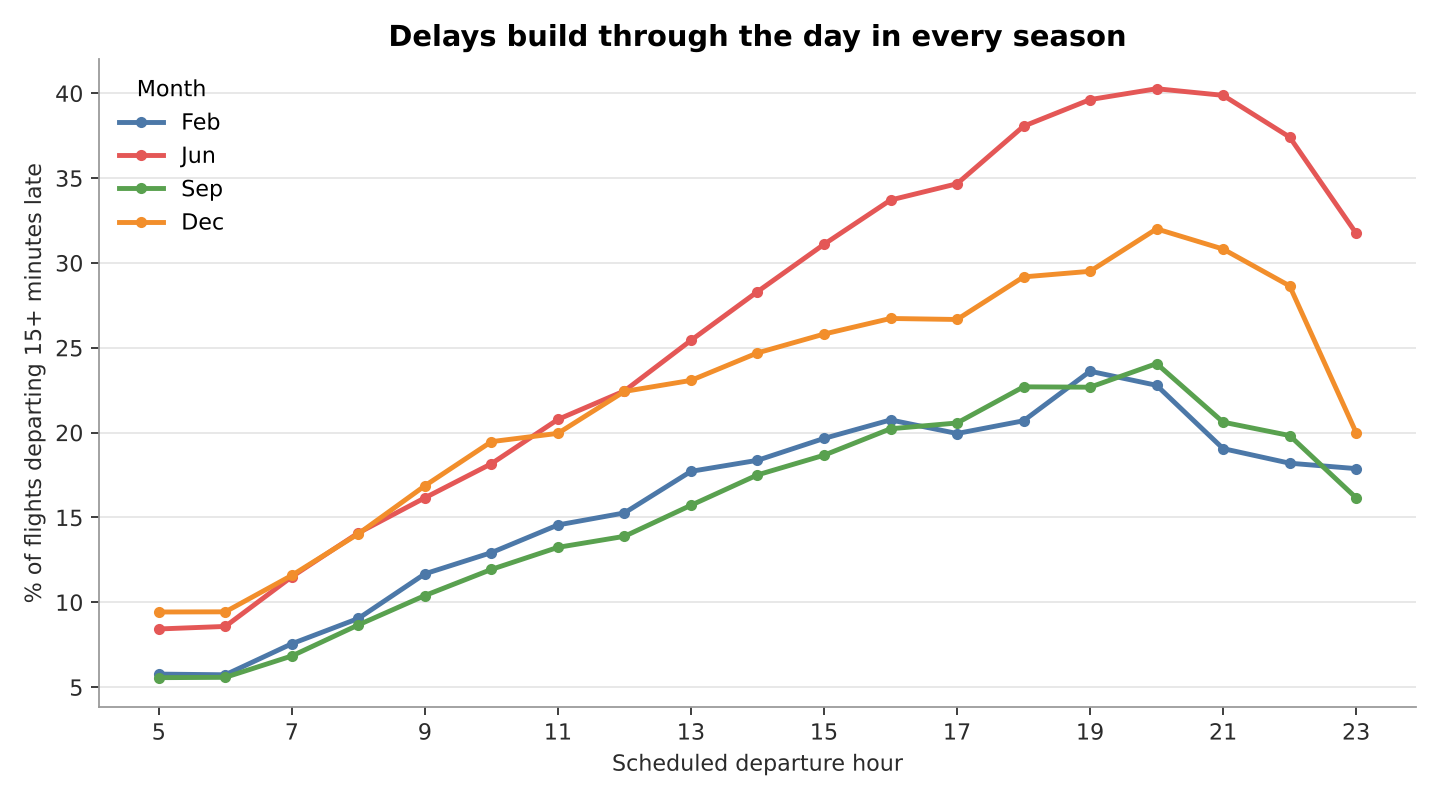 Delays build through the day in every season
% of flights departing 15+ minutes late
40
35
30
25
20
15
10
5
Month
Feb
Jun
Sep
Dec
5 7 9 11 13 15 17 19 21 23
Scheduled departure hour